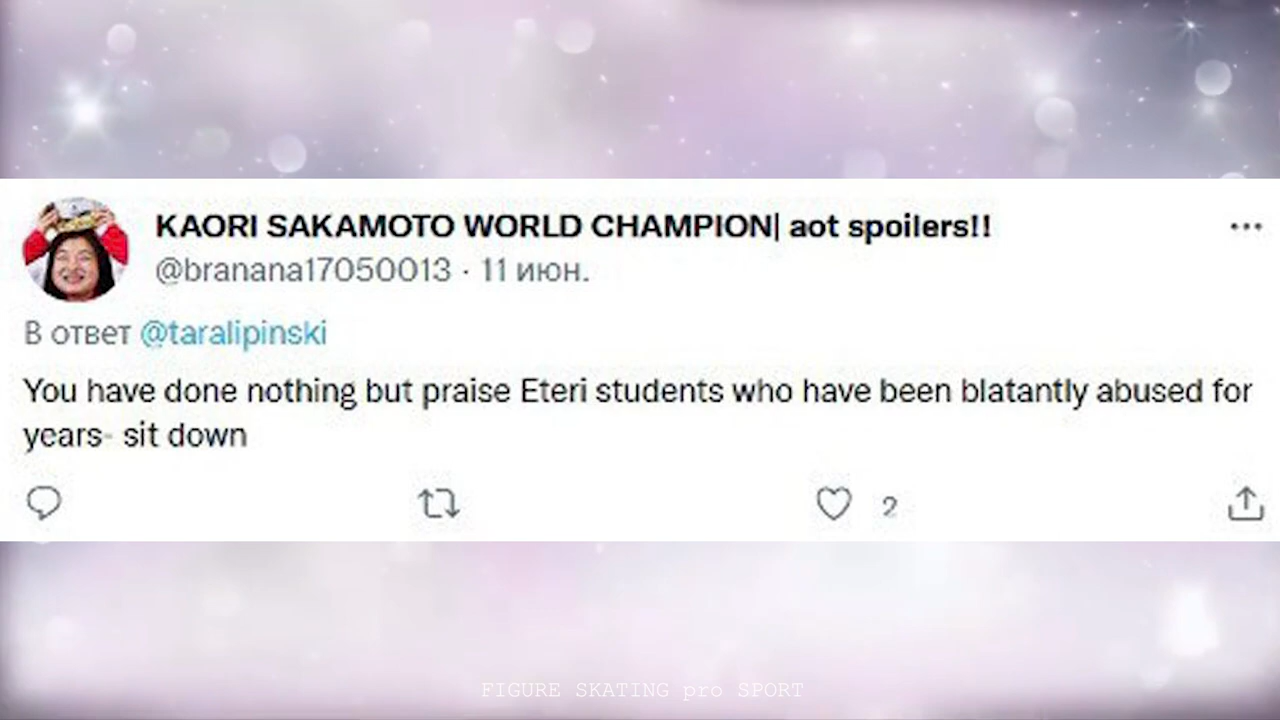 KAORI SAKAMOTO WORLD CHAMPION| aot spoilers!!
@branana17050013 · 11 июн.
В ответ @taralipinski
You have done nothing but praise Eteri students who have been blatantly abused for
years- sit down
2
FIGURE SKATING pro SPORT